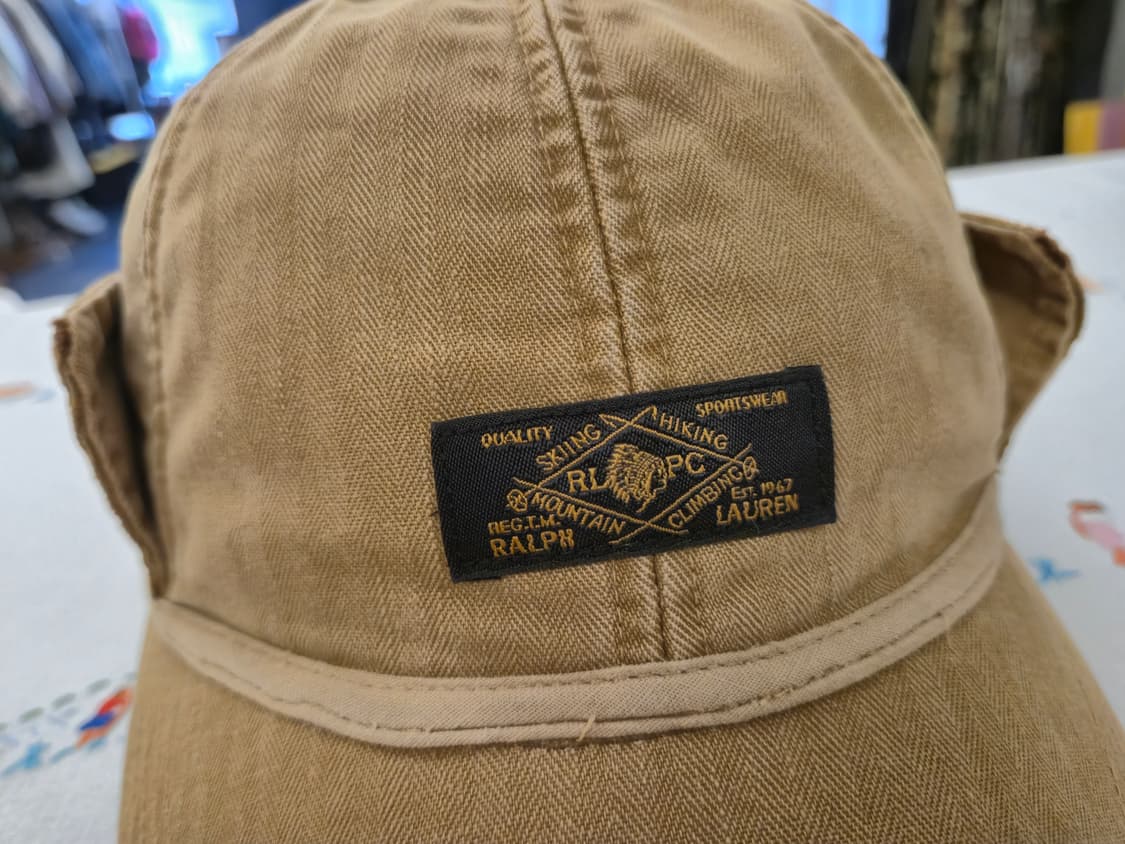 QUALITY SPORTSWEAR
SKIING HIKING
RL PC
MOUNTAIN CLIMBING
REG.T.M. EST. 1967
RALPH LAUREN